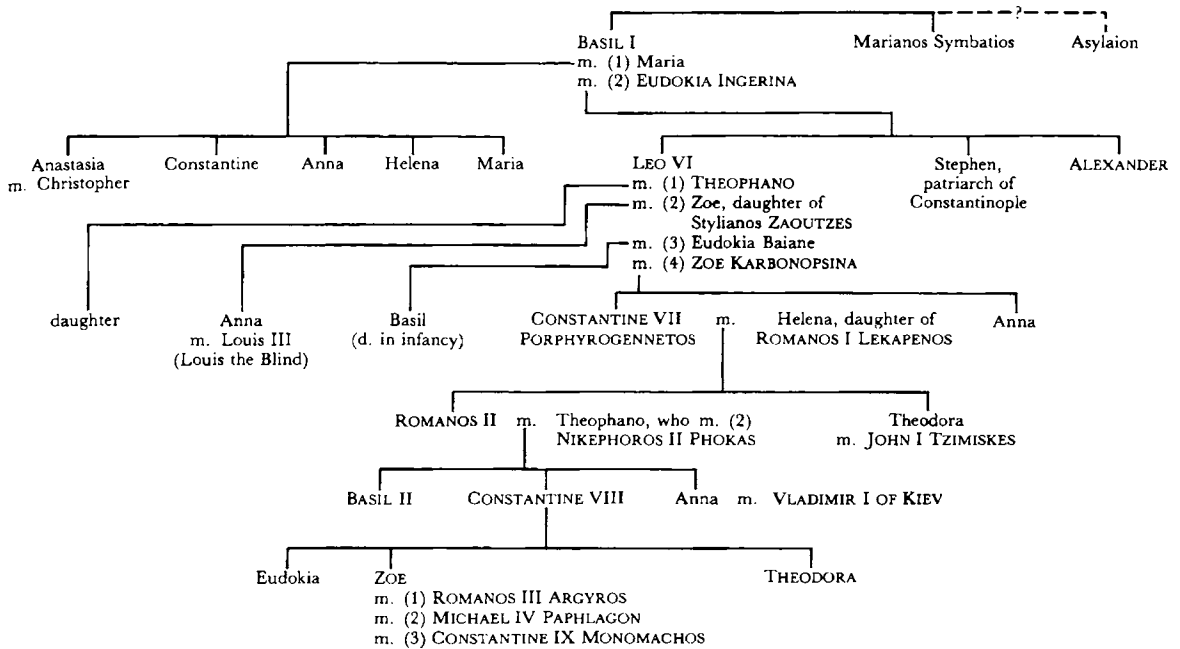 ?
BASIL I Marianos Symbatios Asylaion
m. (1) Maria
m. (2) EUDOKIA INGERINA
Anastasia Constantine Anna Helena Maria LEO VI Stephen, ALEXANDER
m. Christopher m. (1) THEOPHANO patriarch of
m. (2) Zoe, daughter of Constantinople
Stylianos ZAOUTZES
m. (3) Eudokia Baiane
m. (4) ZOE KARBONOPSINA
daughter Anna Basil CONSTANTINE VII m. Helena, daughter of Anna
m. Louis III (d. in infancy) PORPHYROGENNETOS ROMANOS I LEKAPENOS
(Louis the Blind)
ROMANOS II m. Theophano, who m. (2) Theodora
NIKEPHOROS II PHOKAS m. JOHN I TZIMISKES
BASIL II CONSTANTINE VIII Anna m. VLADIMIR I OF KIEV
Eudokia ZOE THEODORA
m. (1) ROMANOS III ARGYROS
m. (2) MICHAEL IV PAPHLAGON
m. (3) CONSTANTINE IX MONOMACHOS